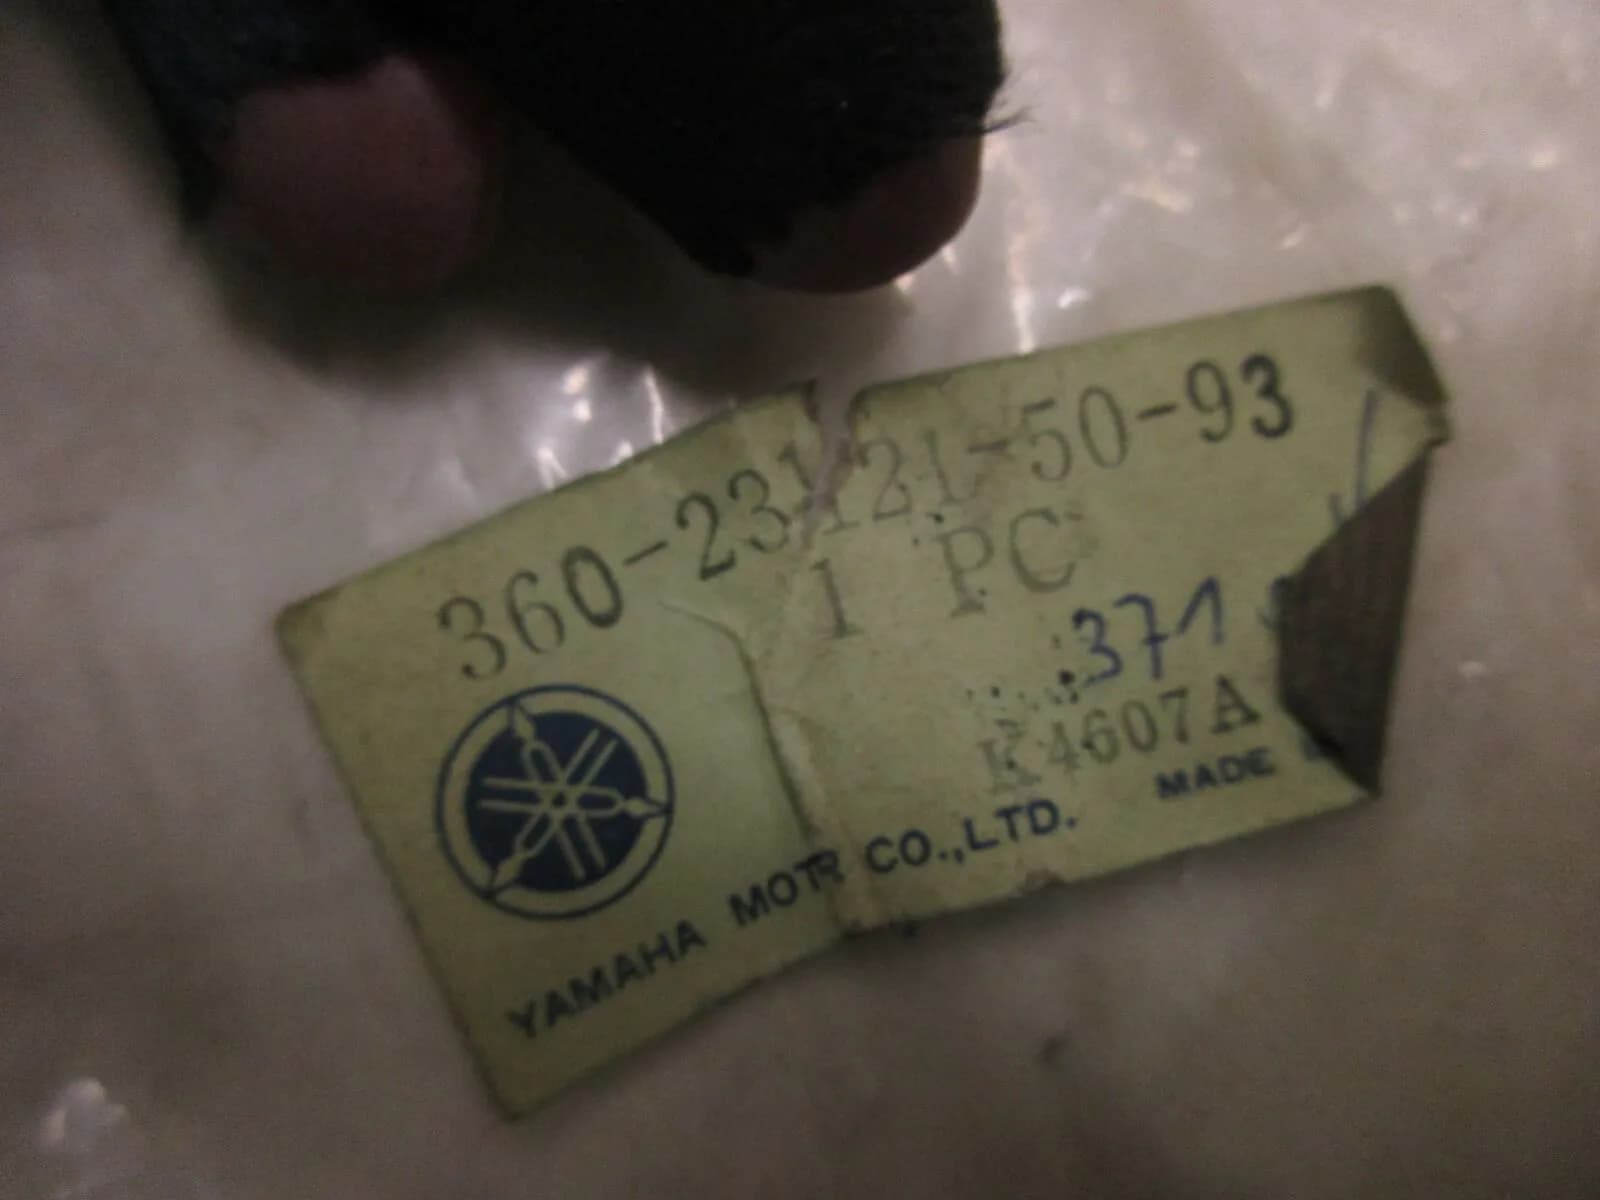 360-23121-50-93
1 PC
371
K4607A
YAMAHA MOTR CO.,LTD. MADE